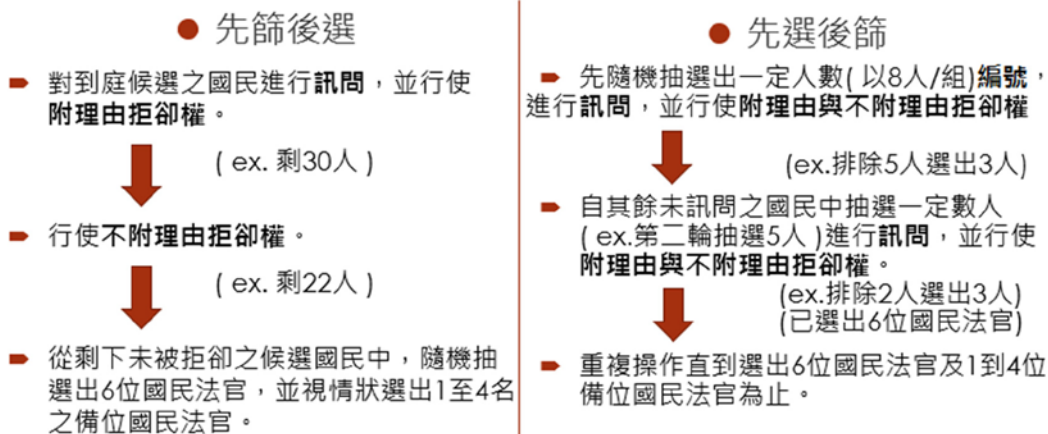 ● 先篩後選
對到庭候選之國民進行訊問，並行使
附理由拒卻權。
( ex. 剩30人 )
行使不附理由拒卻權。
( ex. 剩22人 )
從剩下未被拒卻之候選國民中，隨機抽
選出6位國民法官，並視情狀選出1至4名
之備位國民法官。
● 先選後篩
先隨機抽選出一定人數( 以8人/組)編號，
進行訊問，並行使附理由與不附理由拒卻權
(ex.排除5人選出3人)
自其餘未訊問之國民中抽選一定數人
( ex.第二輪抽選5人 )進行訊問，並行使
附理由與不附理由拒卻權。
(ex.排除2人選出3人)
(已選出6位國民法官)
重複操作直到選出6位國民法官及1到4位
備位國民法官為止。